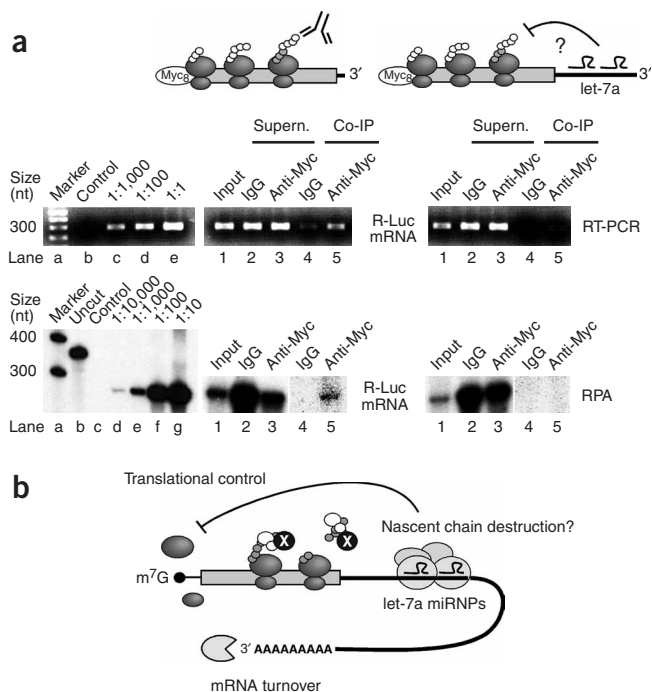 a
Myc8
3′
Myc8
?
let-7a
3′
Supern.
Co-IP
Supern.
Co-IP
Size
(nt)
Marker
Control
1:1,000
1:100
1:1
Input
IgG
Anti-Myc
IgG
Anti-Myc
Input
IgG
Anti-Myc
IgG
Anti-Myc
300
R-Luc
mRNA
RT-PCR
Lane a b c d e 1 2 3 4 5 1 2 3 4 5
Size
(nt)
Marker
Uncut
Control
1:10,000
1:1,000
1:100
1:10
Input
IgG
Anti-Myc
IgG
Anti-Myc
Input
IgG
Anti-Myc
IgG
Anti-Myc
400
300
R-Luc
mRNA
RPA
Lane a b c d e f g 1 2 3 4 5 1 2 3 4 5
b
Translational control
Nascent chain destruction?
X
X
m7G
let-7a miRNPs
3′ AAAAAAAAA
mRNA turnover